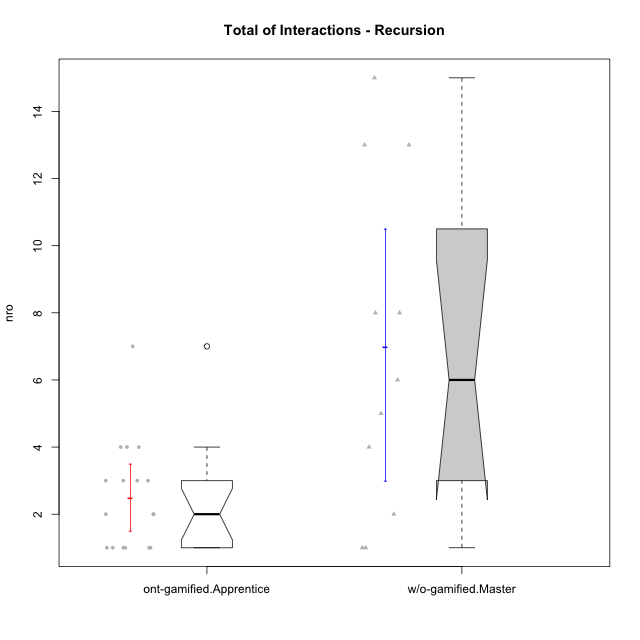 Total of Interactions - Recursion
14
12
10
8
6
4
2
nro
ont-gamified.Apprentice
w/o-gamified.Master